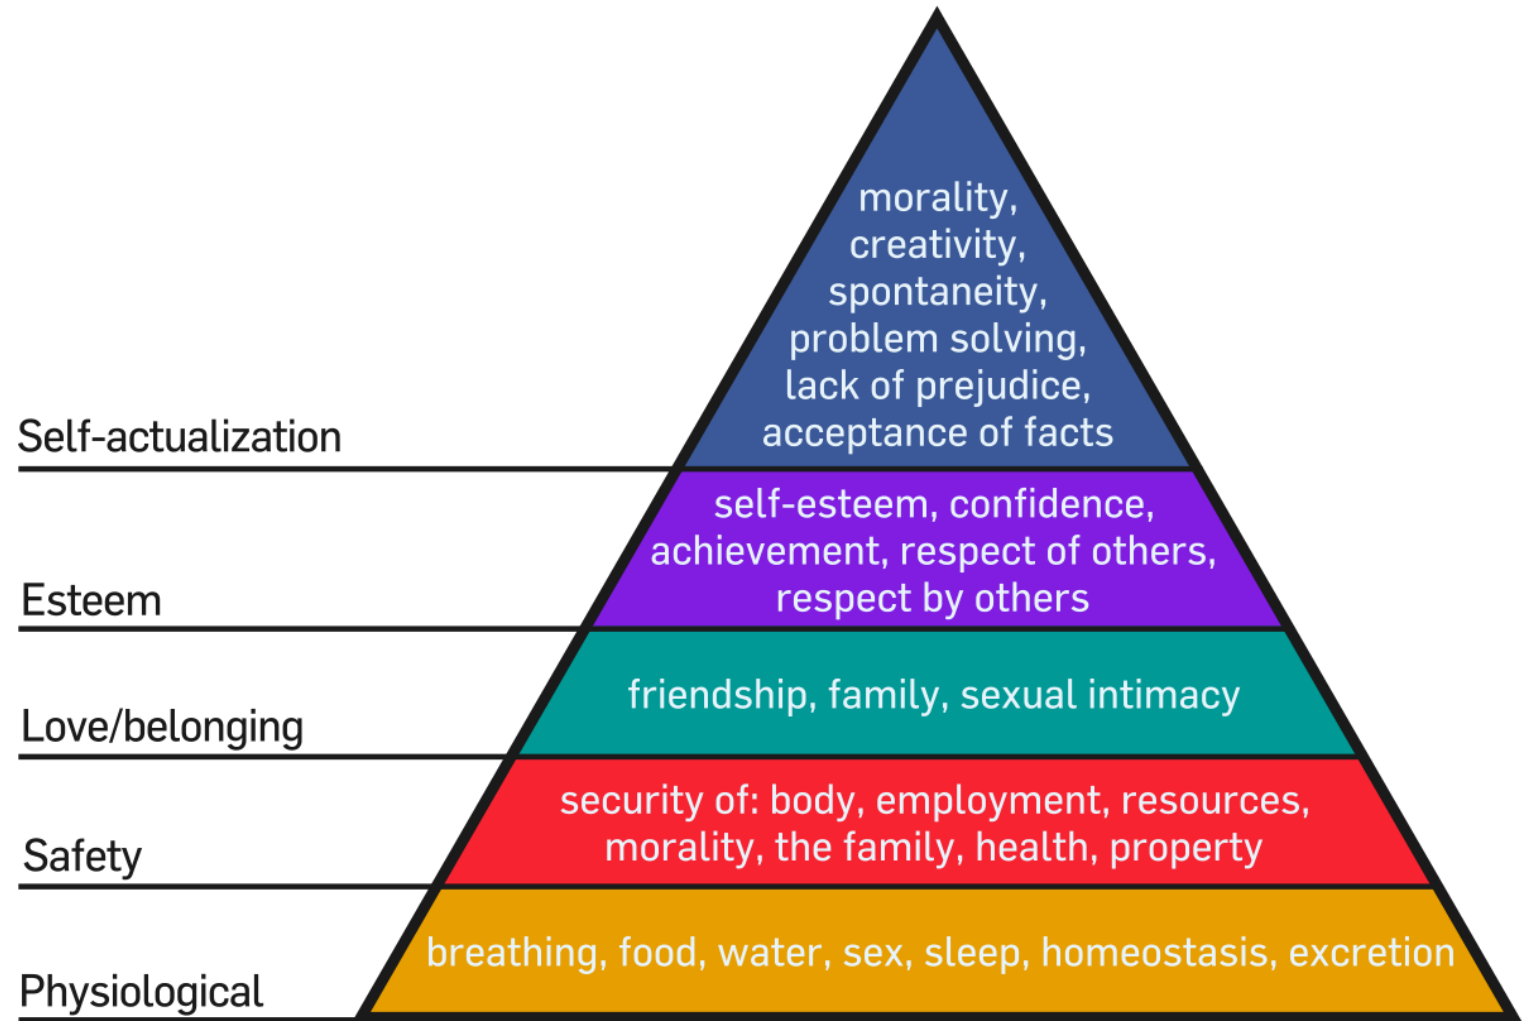 morality,
creativity,
spontaneity,
problem solving,
lack of prejudice,
acceptance of facts
Self-actualization
self-esteem, confidence,
achievement, respect of others,
respect by others
Esteem
friendship, family, sexual intimacy
Love/belonging
security of: body, employment, resources,
morality, the family, health, property
Safety
breathing, food, water, sex, sleep, homeostasis, excretion
Physiological